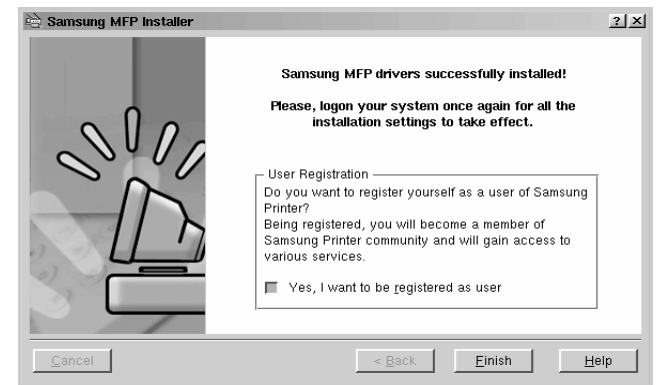 Samsung MFP Installer
Samsung MFP drivers successfully installed!
Please, logon your system once again for all the
installation settings to take effect.
User Registration
Do you want to register yourself as a user of Samsung
Printer?
Being registered, you will become a member of
Samsung Printer community and will gain access to
various services.
Yes, I want to be registered as user
Cancel
< Back
Finish
Help